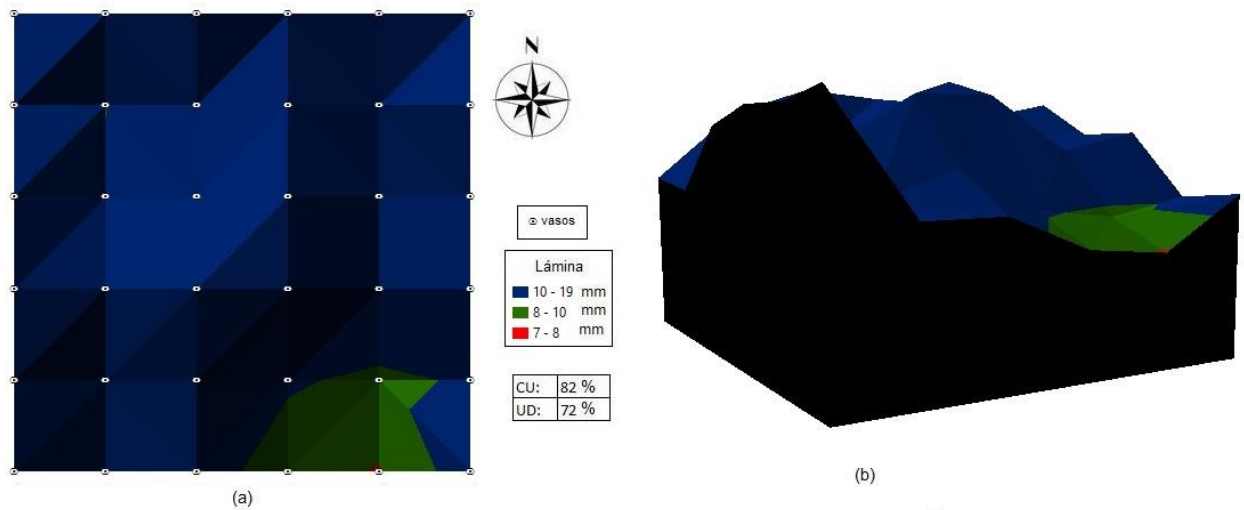 N
vasos
Lámina
10 - 19 mm
8 - 10 mm
7 - 8 mm
CU: 82 %
UD: 72 %
(a)
(b)